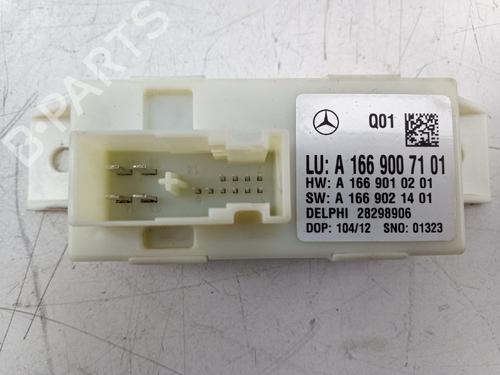 B-PARTS
Q01
LU: A 166 900 71 01
HW: A 166 901 02 01
SW: A 166 902 14 01
DELPHI 28298906
DOP: 104/12 SNO: 01323
12